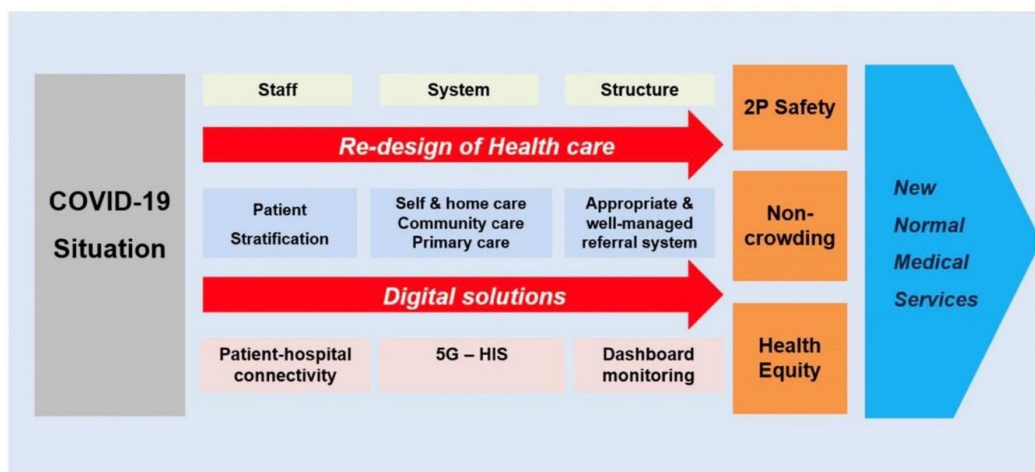 COVID-19
Situation
Staff
System
Structure
Re-design of Health care
Patient
Stratification
Self & home care
Community care
Primary care
Appropriate &
well-managed
referral system
Digital solutions
Patient-hospital
connectivity
5G – HIS
Dashboard
monitoring
2P Safety
Non-
crowding
Health
Equity
New
Normal
Medical
Services